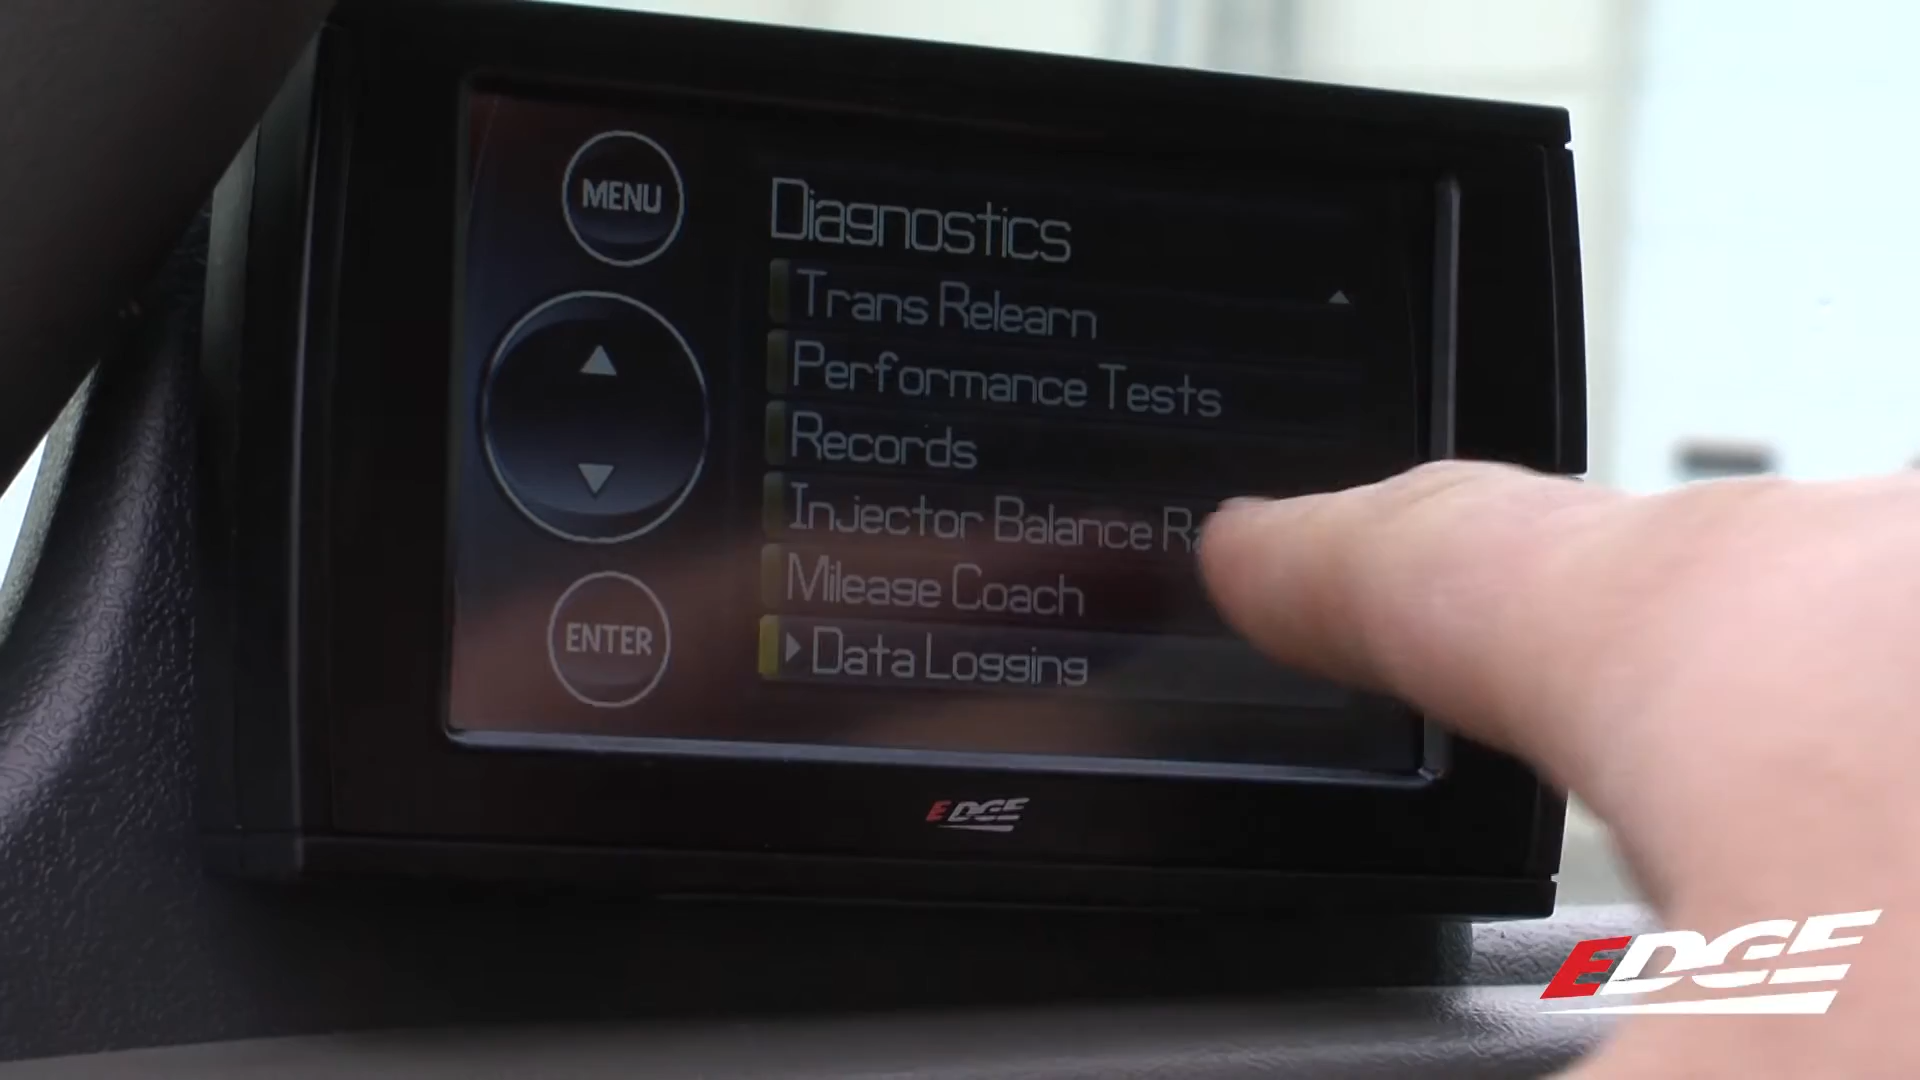 MENU
Diagnostics
Trans Relearn
Performance Tests
Records
Injector Balance
Mileage Coach
ENTER
Data Logging
EDGE
EDGE